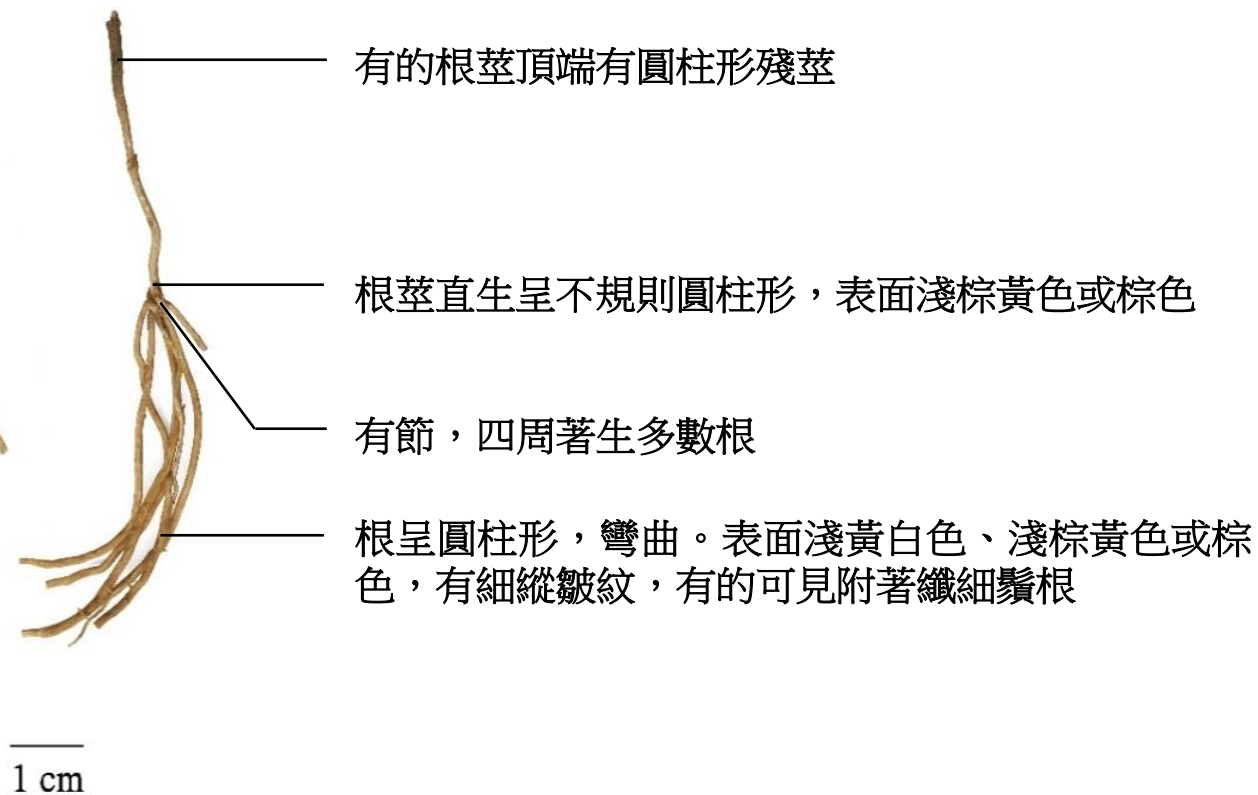 有的根莖頂端有圓柱形殘莖
根莖直生呈不規則圓柱形，表面淺棕黃色或棕色
有節，四周著生多數根
根呈圓柱形，彎曲。表面淺黃白色、淺棕黃色或棕
色，有細縱皺紋，有的可見附著纖細鬚根
1 cm